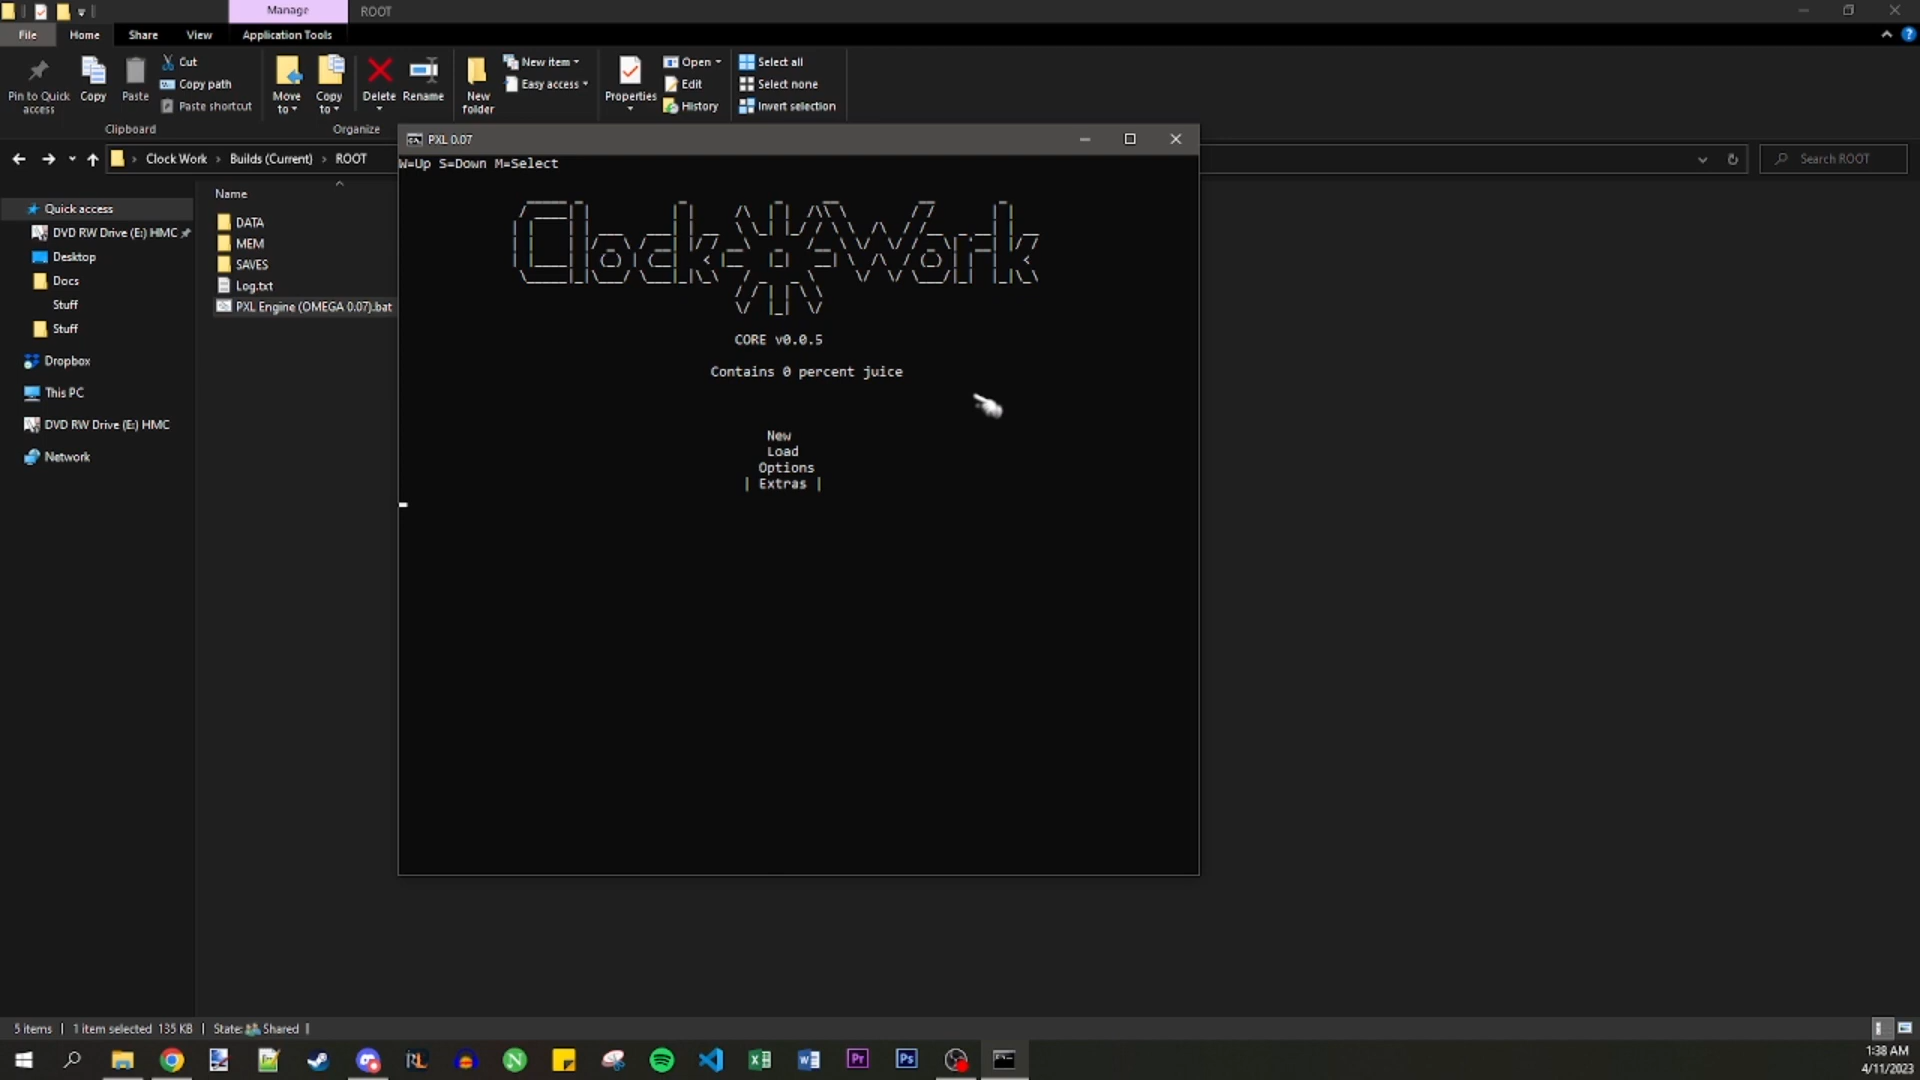 Manage ROOT
File Home Share View Application Tools
Pin to Quick access
Copy
Paste
Cut
Copy path
Paste shortcut
Clipboard
Move to
Copy to
Delete
Rename
Organize
New folder
New item
Easy access
Properties
Open
Edit
History
Select all
Select none
Invert selection
Clock Work Builds (Current) ROOT
Search ROOT
Quick access
DVD RW Drive (E:) HMC
Desktop
Docs
Stuff
Stuff
Dropbox
This PC
DVD RW Drive (E:) HMC
Network
Name
DATA
MEM
SAVES
Log.txt
PXL Engine (OMEGA 0.07).bat
PXL 0.07
W=Up S=Down M=Select
Clock Work
CORE v0.0.5
Contains 0 percent juice
New
Load
Options
| Extras |
5 items | 1 item selected 135 KB | State: Shared |
1:38 AM
4/11/2023